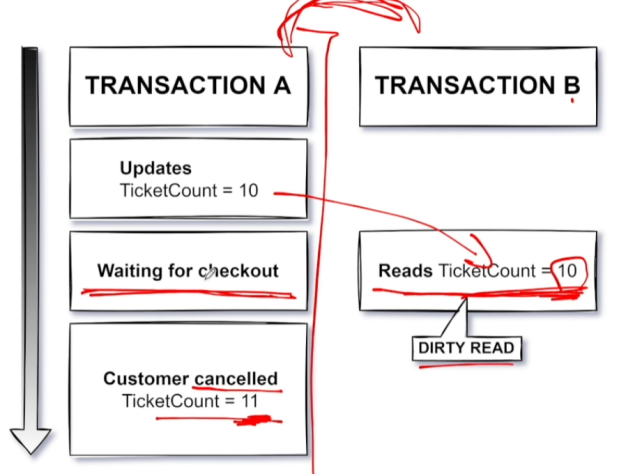 TRANSACTION A
TRANSACTION B
Updates
TicketCount = 10
Waiting for checkout
Reads TicketCount = 10
DIRTY READ
Customer cancelled
TicketCount = 11